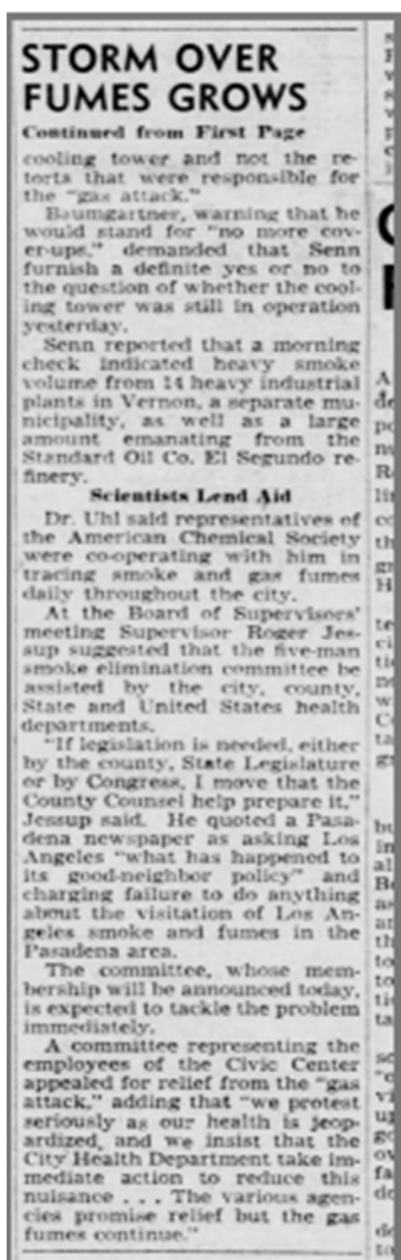 STORM OVER
FUMES GROWS
Continued from First Page
cooling tower and not the re-
torts that were responsible for
the “gas attack.”
Baumgartner, warning that he
would stand for “no more cov-
er-ups,” demanded that Senn
furnish a definite yes or no to
the question of whether the cool-
ing tower was still in operation
yesterday.
Senn reported that a morning
check indicated heavy smoke
volume from 14 heavy industrial
plants in Vernon, a separate mu-
nicipality, as well as a large
amount emanating from the
Standard Oil Co. El Segundo re-
finery.
Scientists Lend Aid
Dr. Uhl said representatives of
the American Chemical Society
were co-operating with him in
tracing smoke and gas fumes
daily throughout the city.
At the Board of Supervisors’
meeting Supervisor Roger Jes-
sup suggested that the five-man
smoke elimination committee be
assisted by the city, county,
State and United States health
departments.
“If legislation is needed, either
by the county, State Legislature
or by Congress, I move that the
County Counsel help prepare it,”
Jessup said. He quoted a Pasa-
dena newspaper as asking Los
Angeles “what has happened to
its good-neighbor policy” and
charging failure to do anything
about the visitation of Los An-
geles smoke and fumes in the
Pasadena area.
The committee, whose mem-
bership will be announced today,
is expected to tackle the problem
immediately.
A committee representing the
employees of the Civic Center
appealed for relief from the “gas
attack,” adding that “we protest
seriously as our health is jeop-
ardized, and we insist that the
City Health Department take im-
mediate action to reduce this
nuisance . . . The various agen-
cies promise relief but the gas
fumes continue.”